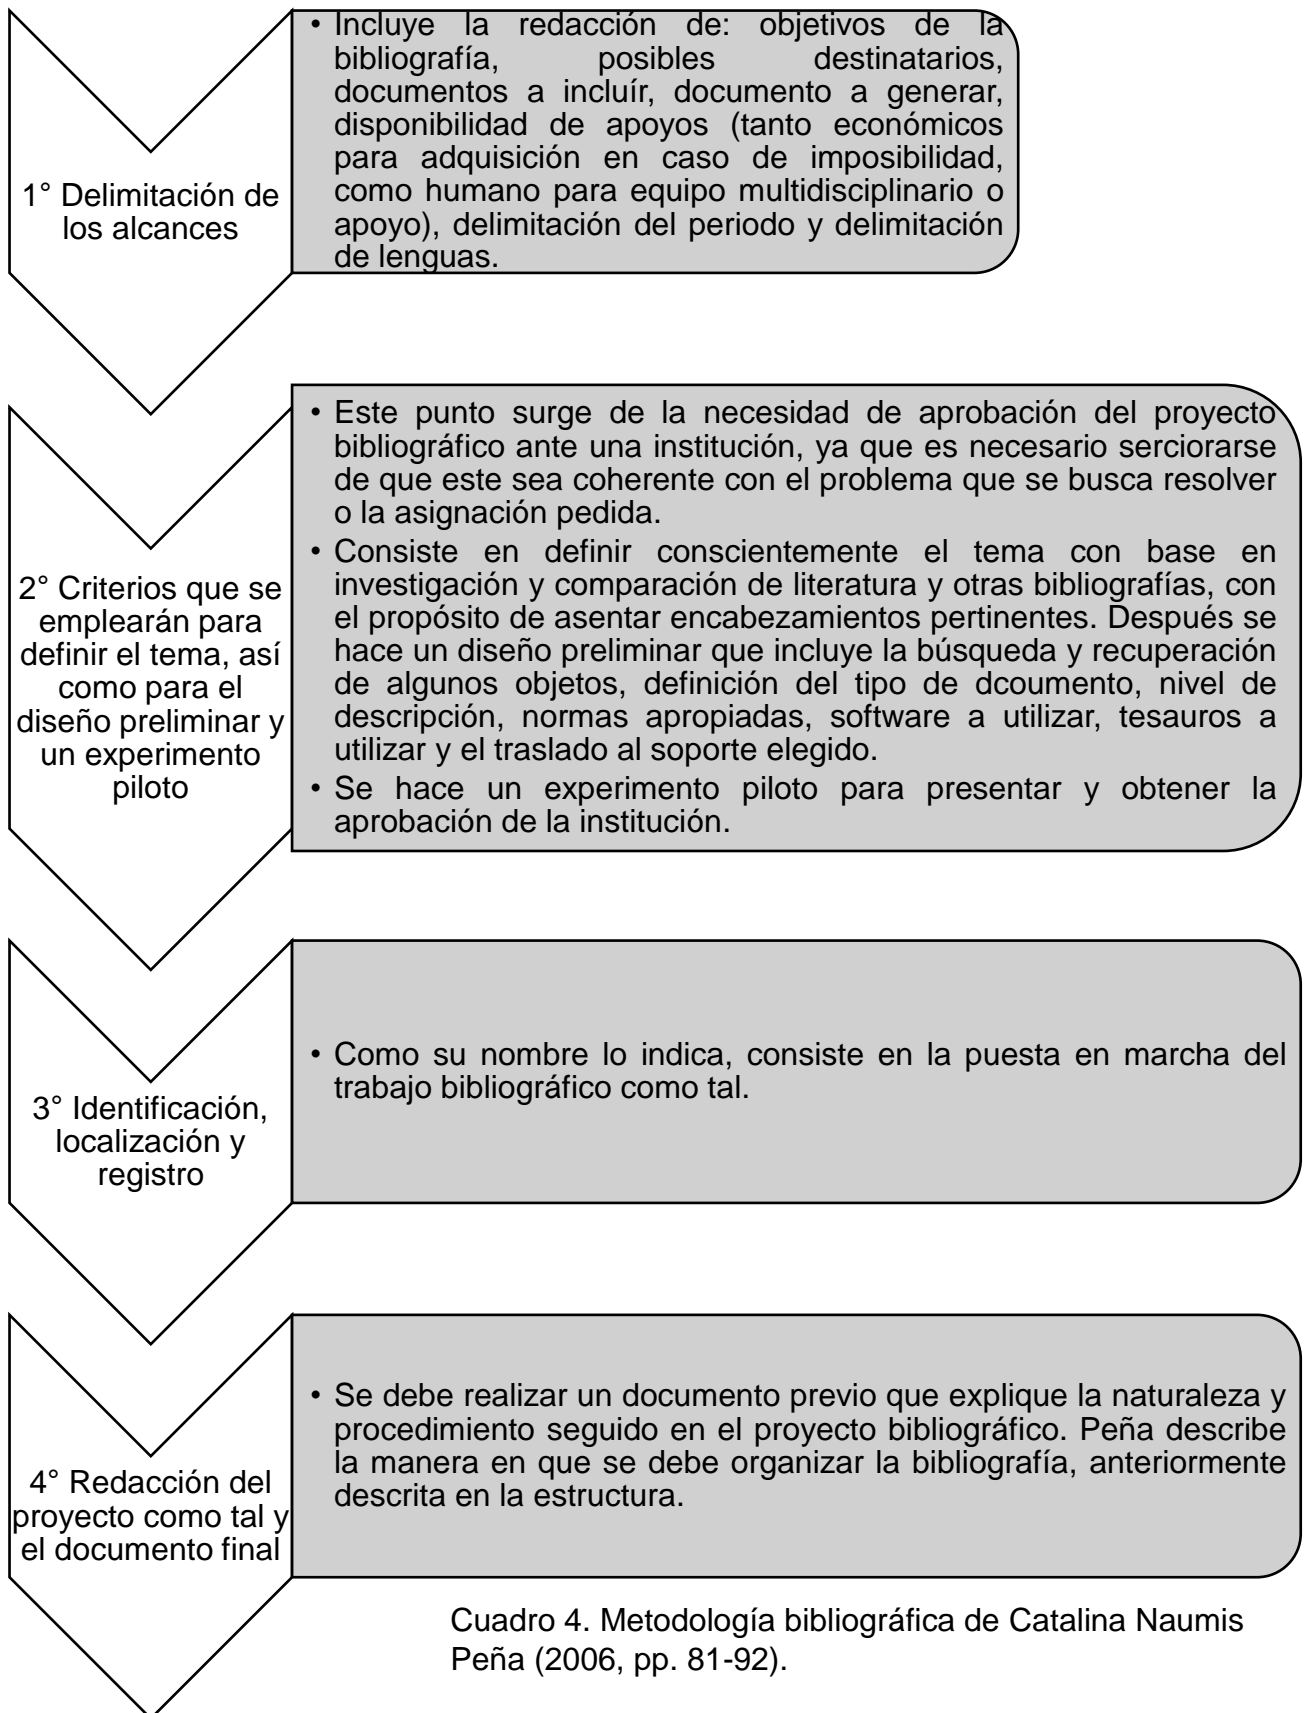 1° Delimitación de
los alcances
• Incluye la redacción de: objetivos de la
bibliografía, posibles destinatarios,
documentos a incluír, documento a generar,
disponibilidad de apoyos (tanto económicos
para adquisición en caso de imposibilidad,
como humano para equipo multidisciplinario o
apoyo), delimitación del periodo y delimitación
de lenguas.
2° Criterios que se
emplearán para
definir el tema, así
como para el
diseño preliminar y
un experimento
piloto
• Este punto surge de la necesidad de aprobación del proyecto
bibliográfico ante una institución, ya que es necesario serciorarse
de que este sea coherente con el problema que se busca resolver
o la asignación pedida.
• Consiste en definir conscientemente el tema con base en
investigación y comparación de literatura y otras bibliografías, con
el propósito de asentar encabezamientos pertinentes. Después se
hace un diseño preliminar que incluye la búsqueda y recuperación
de algunos objetos, definición del tipo de dcoumento, nivel de
descripción, normas apropiadas, software a utilizar, tesauros a
utilizar y el traslado al soporte elegido.
• Se hace un experimento piloto para presentar y obtener la
aprobación de la institución.
3° Identificación,
localización y
registro
• Como su nombre lo indica, consiste en la puesta en marcha del
trabajo bibliográfico como tal.
4° Redacción del
proyecto como tal y
el documento final
• Se debe realizar un documento previo que explique la naturaleza y
procedimiento seguido en el proyecto bibliográfico. Peña describe
la manera en que se debe organizar la bibliografía, anteriormente
descrita en la estructura.
Cuadro 4. Metodología bibliográfica de Catalina Naumis
Peña (2006, pp. 81-92).